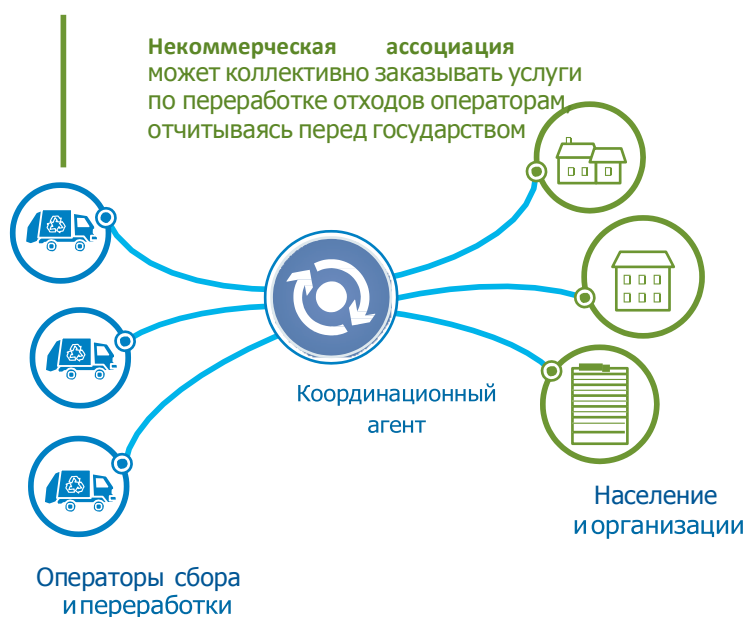 Некоммерческая ассоциация
может коллективно заказывать услуги
по переработке отходов операторам,
отчитываясь перед государством
Координационный
агент
Население
и организации
Операторы сбора
и переработки